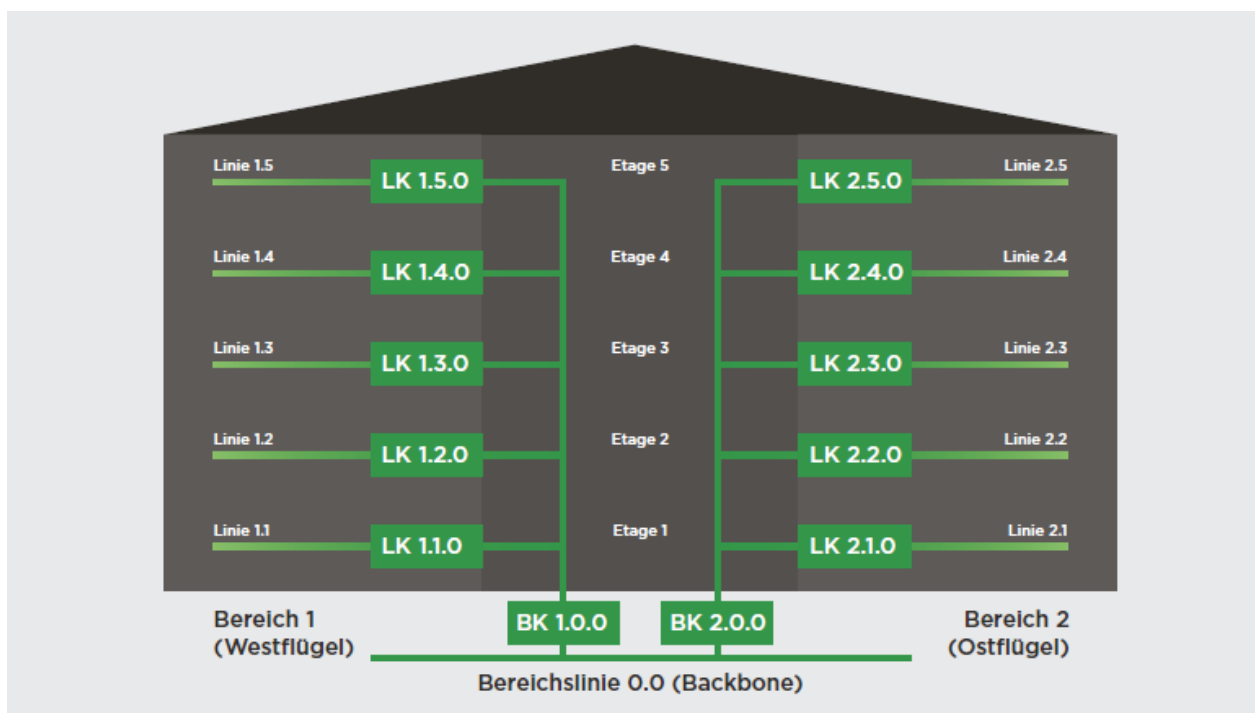 Linie 1.5
LK 1.5.0
Etage 5
LK 2.5.0
Linie 2.5
Linie 1.4
LK 1.4.0
Etage 4
LK 2.4.0
Linie 2.4
Linie 1.3
LK 1.3.0
Etage 3
LK 2.3.0
Linie 2.3
Linie 1.2
LK 1.2.0
Etage 2
LK 2.2.0
Linie 2.2
Linie 1.1
LK 1.1.0
Etage 1
LK 2.1.0
Linie 2.1
Bereich 1
(Westflügel)
BK 1.0.0
BK 2.0.0
Bereich 2
(Ostflügel)
Bereichslinie 0.0 (Backbone)